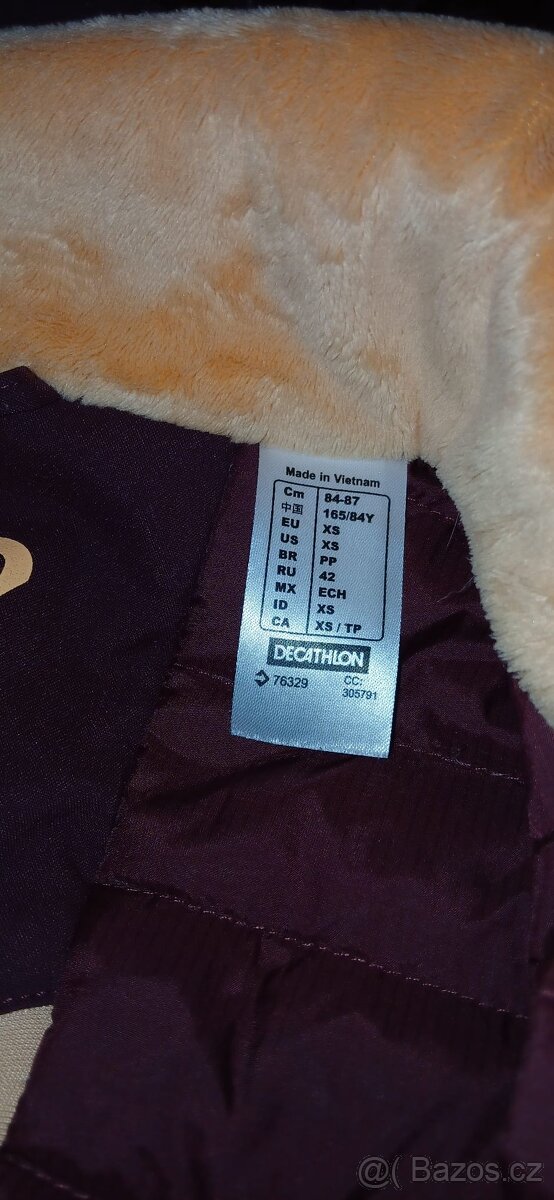 Made in Vietnam
Cm 84-87
中国 165/84Y
EU XS
US XS
BR PP
RU 42
MX ECH
ID XS
CA XS / TP
DECATHLON
76329 CC:
305791
@( Bazos.cz